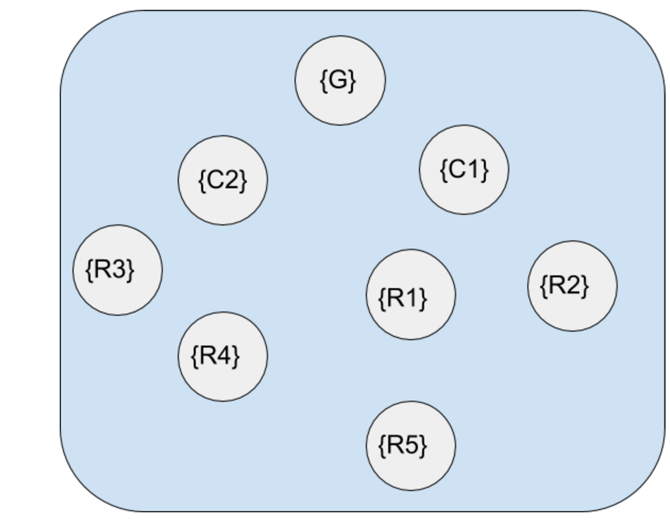 {G}
{C2}
{C1}
{R3}
{R1}
{R2}
{R4}
{R5}